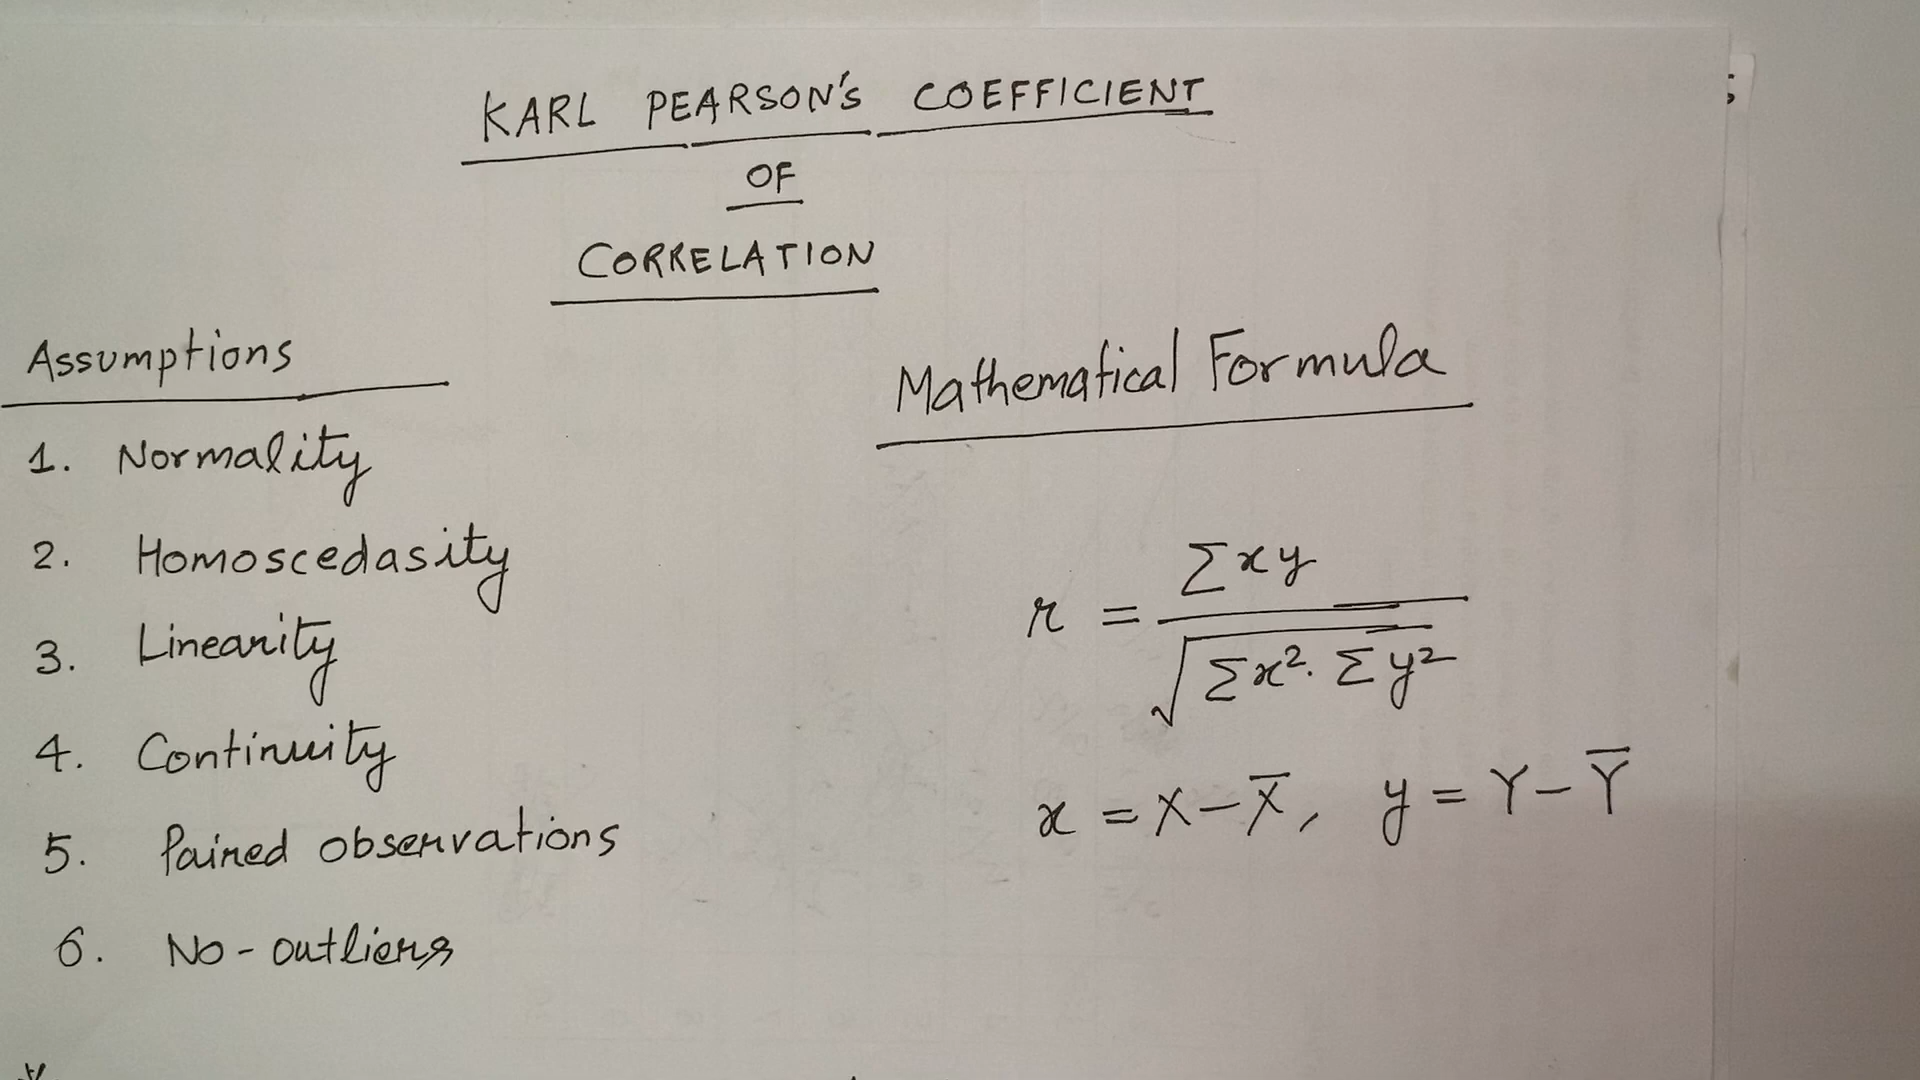 KARL PEARSON'S COEFFICIENT
OF
CORRELATION
Assumptions
1. Normality
2. Homoscedasity
3. Linearity
4. Continuity
5. Paired observations
6. No-outliers
Mathematical Formula
r = Σxy / √Σx². Σy²
x = X – X̅, y = Y – Y̅